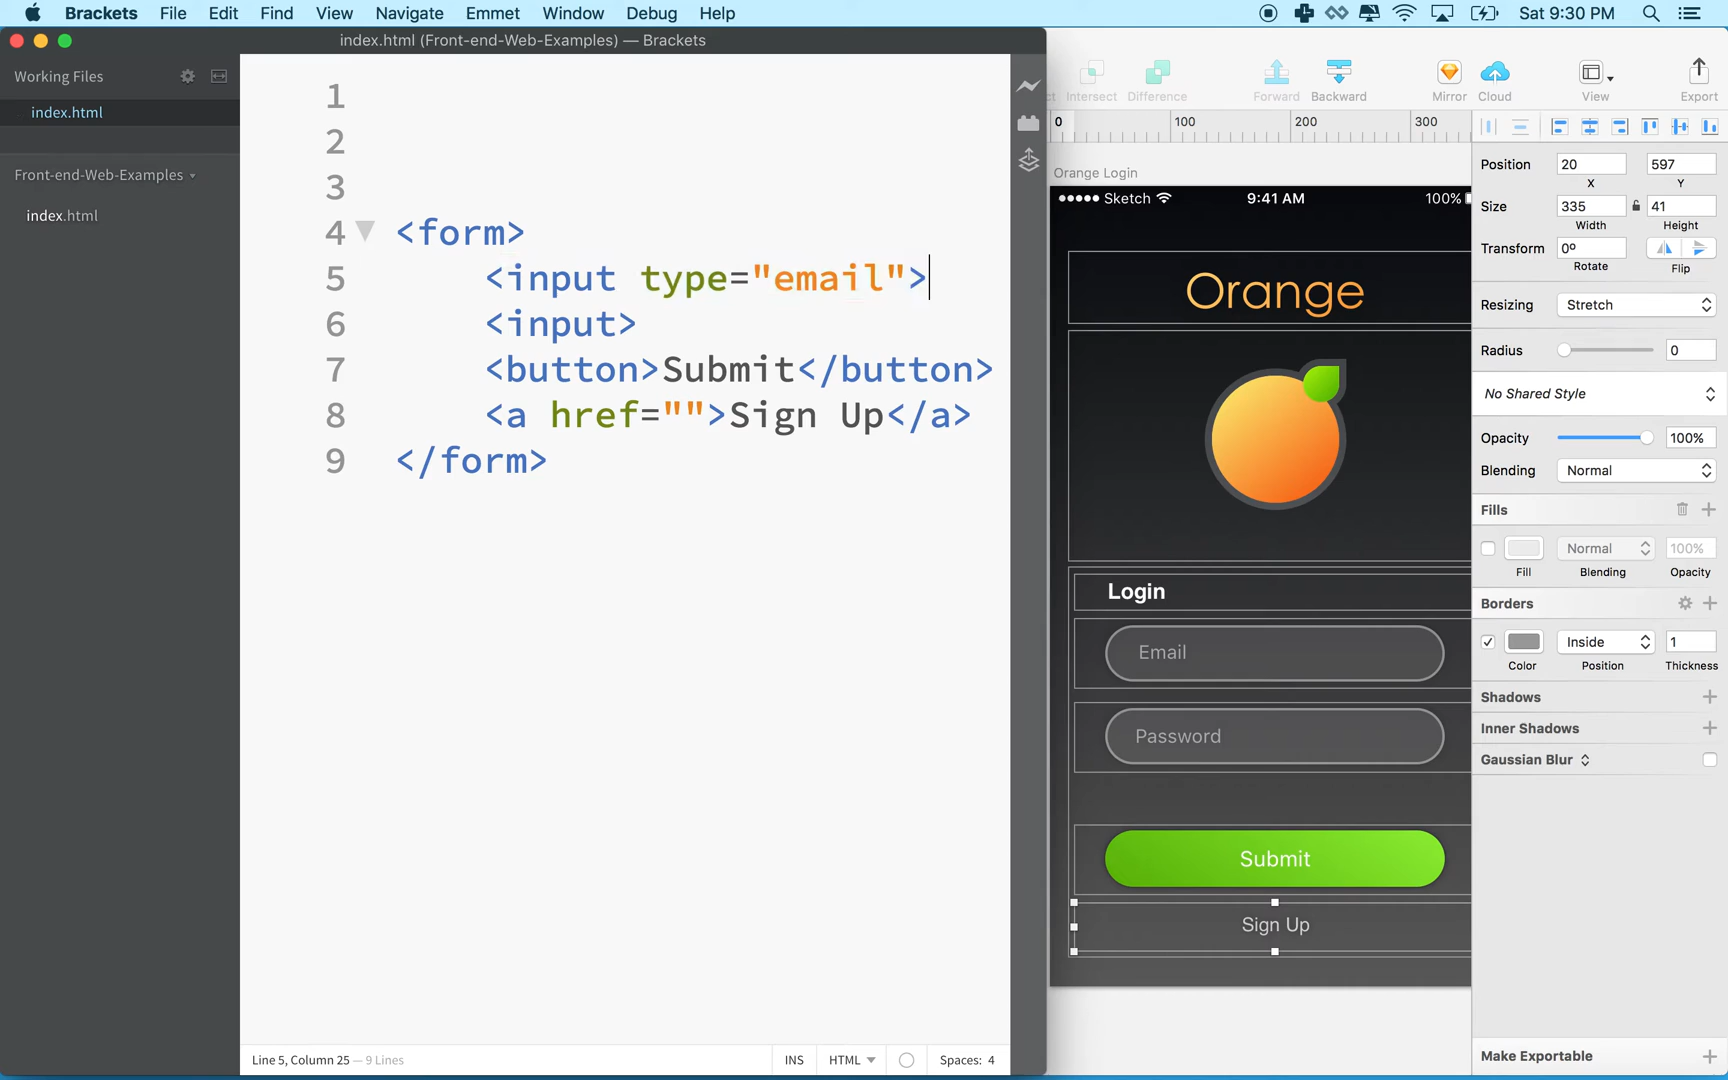 Brackets File Edit Find View Navigate Emmet Window Debug Help Sat 9:30 PM
index.html (Front-end-Web-Examples) — Brackets
Working Files
index.html
Front-end-Web-Examples
index.html
1
2
3
4 <form>
5 <input type="email">
6 <input>
7 <button>Submit</button>
8 <a href="">Sign Up</a>
9 </form>
Line 5, Column 25 — 9 Lines
INS HTML Spaces: 4
Intersect Difference Forward Backward Mirror Cloud View Export
0 100 200 300
Orange Login
Sketch 9:41 AM 100%
Orange
Login
Email
Password
Submit
Sign Up
Position 20 597
X Y
Size 335 41
Width Height
Transform 0º
Rotate Flip
Resizing Stretch
Radius 0
No Shared Style
Opacity 100%
Blending Normal
Fills
Normal 100%
Fill Blending Opacity
Borders
Inside 1
Color Position Thickness
Shadows
Inner Shadows
Gaussian Blur
Make Exportable